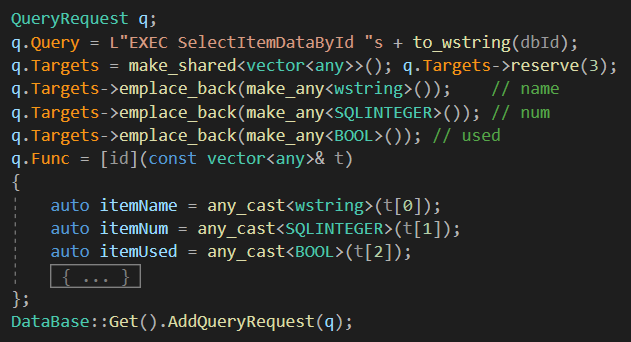 QueryRequest q;
q.Query = L"EXEC SelectItemDataById "s + to_wstring(dbId);
q.Targets = make_shared<vector<any>>(); q.Targets->reserve(3);
q.Targets->emplace_back(make_any<wstring>());    // name
q.Targets->emplace_back(make_any<SQLINTEGER>()); // num
q.Targets->emplace_back(make_any<BOOL>()); // used
q.Func = [id](const vector<any>& t)
{
    auto itemName = any_cast<wstring>(t[0]);
    auto itemNum = any_cast<SQLINTEGER>(t[1]);
    auto itemUsed = any_cast<BOOL>(t[2]);
    { ... }
};
DataBase::Get().AddQueryRequest(q);